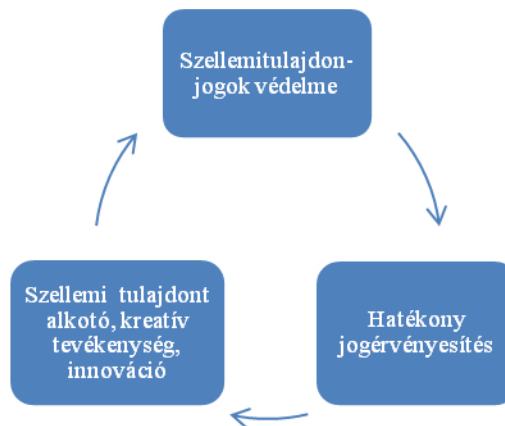 Szellemitulajdon-
jogok védelme
Szellemi tulajdont
alkotó, kreatív
tevékenység,
innováció
Hatékony
jogérvényesítés